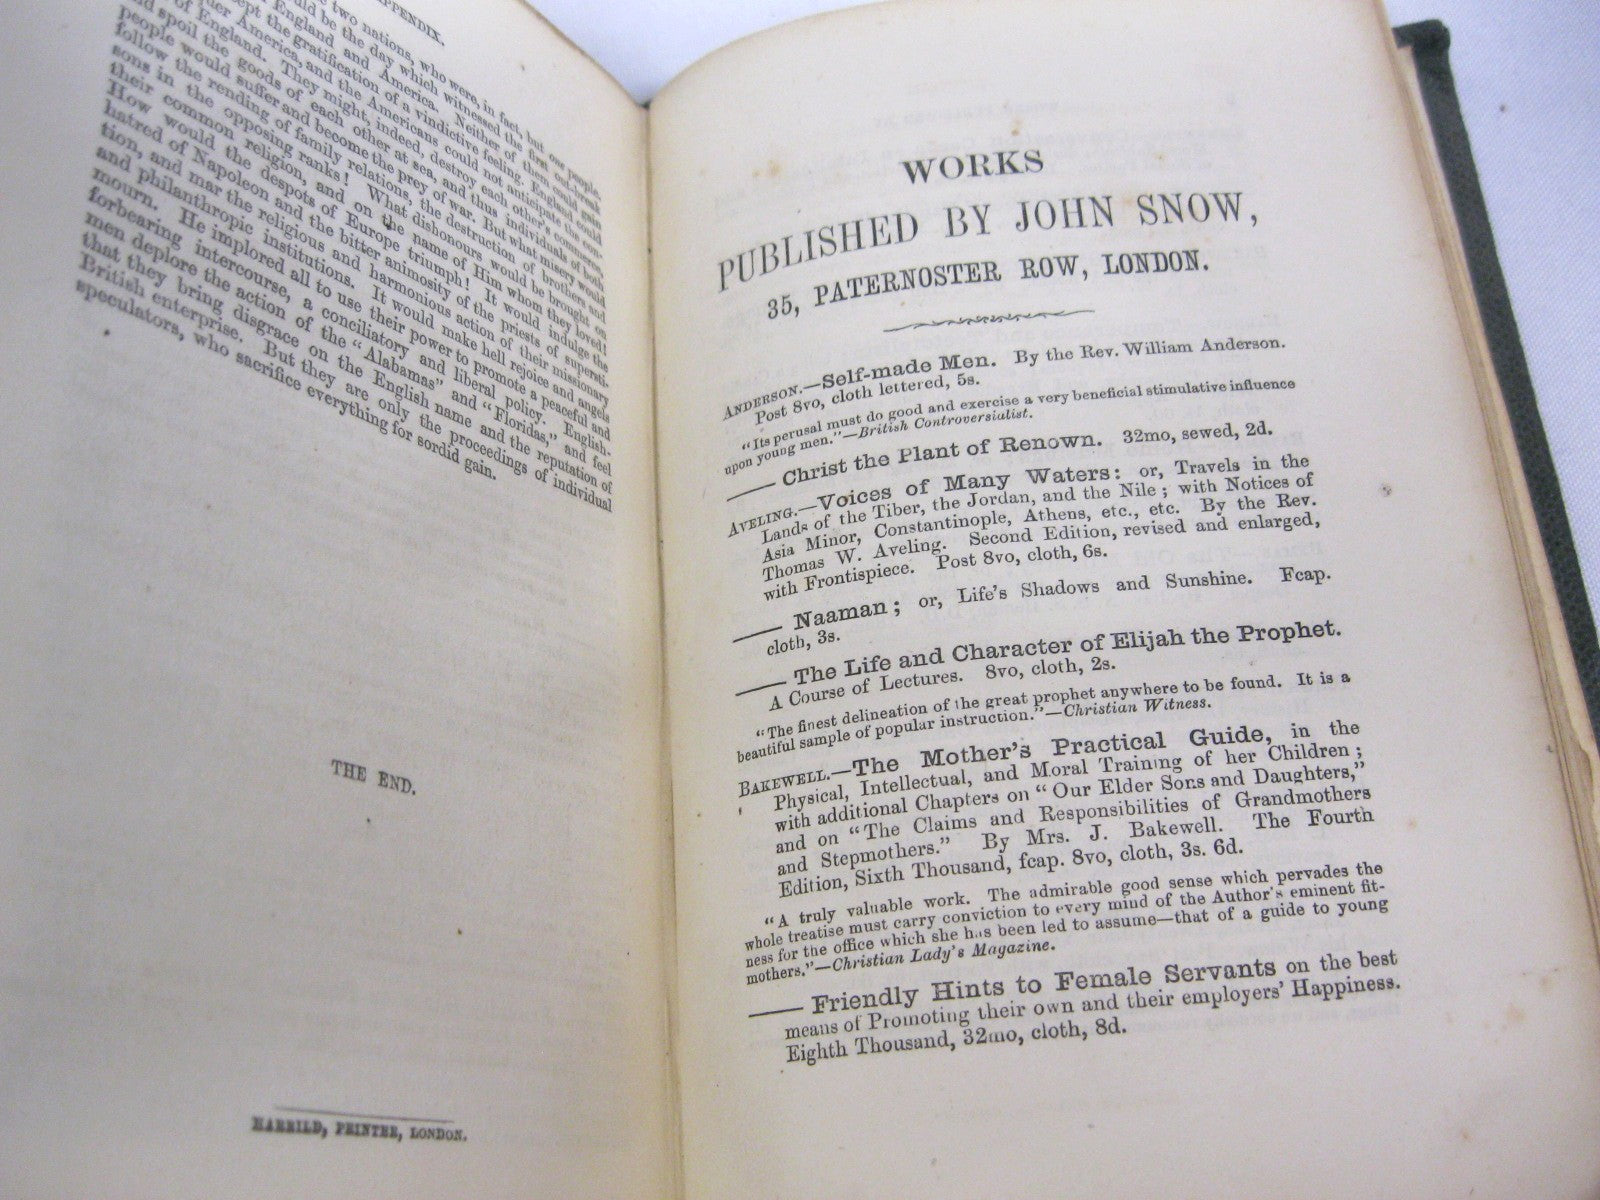 APPENDIX.
two nations, who were, in fact, but one people.
would be the day which witnessed the first out-break
England and America. Neither of them could gain
except the gratification of a vindictive feeling. England could
America, and the Americans could not anticipate the con-
of England. They might, indeed, destroy each other's commerce,
and spoil the goods of each other at sea, and thus individuals of both
people would suffer and become the prey of war. But what misery would
follow the rending of family relations, the destruction of brothers and
sons in the opposing ranks! What dishonours would be brought on
their common religion, and on the name of Him whom they loved!
How would the despots of Europe triumph! It would indulge the
hatred of Napoleon and the bitter animosity of the priests of supersti-
tion, and mar the religious and harmonious action of their missionary
and philanthropic institutions. It would make hell rejoice and angels
mourn. He implored all to use their power to promote a peaceful and
forbearing intercourse, a conciliatory and liberal policy. English-
men deplore the action of the "Alabamas" and "Floridas," and feel
that they bring disgrace on the English name and the reputation of
British enterprise. But they are only the proceedings of individual
speculators, who sacrifice everything for sordid gain.
THE END.
HARRILD, PRINTER, LONDON.
WORKS
PUBLISHED BY JOHN SNOW,
35, PATERNOSTER ROW, LONDON.
ANDERSON.—Self-made Men. By the Rev. William Anderson.
Post 8vo, cloth lettered, 5s.
"Its perusal must do good and exercise a very beneficial stimulative influence
upon young men."—British Controversialist.
—— Christ the Plant of Renown. 32mo, sewed, 2d.
AVELING.—Voices of Many Waters: or, Travels in the
Lands of the Tiber, the Jordan, and the Nile; with Notices of
Asia Minor, Constantinople, Athens, etc., etc. By the Rev.
Thomas W. Aveling. Second Edition, revised and enlarged,
with Frontispiece. Post 8vo, cloth, 6s.
—— Naaman; or, Life's Shadows and Sunshine. Fcap.
cloth, 3s.
—— The Life and Character of Elijah the Prophet.
A Course of Lectures. 8vo, cloth, 2s.
"The finest delineation of the great prophet anywhere to be found. It is a
beautiful sample of popular instruction."—Christian Witness.
BAKEWELL.—The Mother's Practical Guide, in the
Physical, Intellectual, and Moral Training of her Children;
with additional Chapters on "Our Elder Sons and Daughters,"
and on "The Claims and Responsibilities of Grandmothers
and Stepmothers." By Mrs. J. Bakewell. The Fourth
Edition, Sixth Thousand, fcap. 8vo, cloth, 3s. 6d.
"A truly valuable work. The admirable good sense which pervades the
whole treatise must carry conviction to every mind of the Author's eminent fit-
ness for the office which she has been led to assume—that of a guide to young
mothers."—Christian Lady's Magazine.
—— Friendly Hints to Female Servants on the best
means of Promoting their own and their employers' Happiness.
Eighth Thousand, 32mo, cloth, 8d.